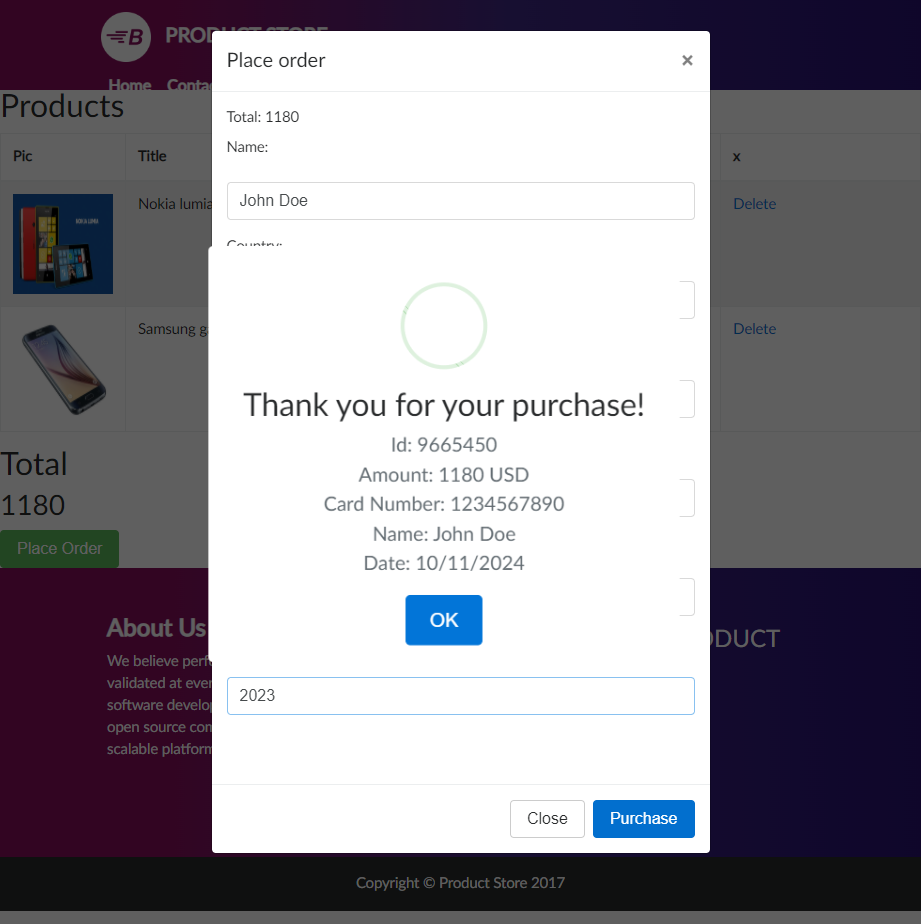 PRODUCT STORE
Place order ×
Home Conta
Products
Total: 1180
Name:
Pic Title x
John Doe
Nokia lumia Delete
NOKIA LUMIA
Country:
Samsung g Delete
Thank you for your purchase!
Id: 9665450
Amount: 1180 USD
Card Number: 1234567890
Name: John Doe
Date: 10/11/2024
OK
Total
1180
Place Order
2023
About Us
We believe perf
validated at ever
software develop
open source com
scalable platform
ODUCT
Close Purchase
Copyright © Product Store 2017